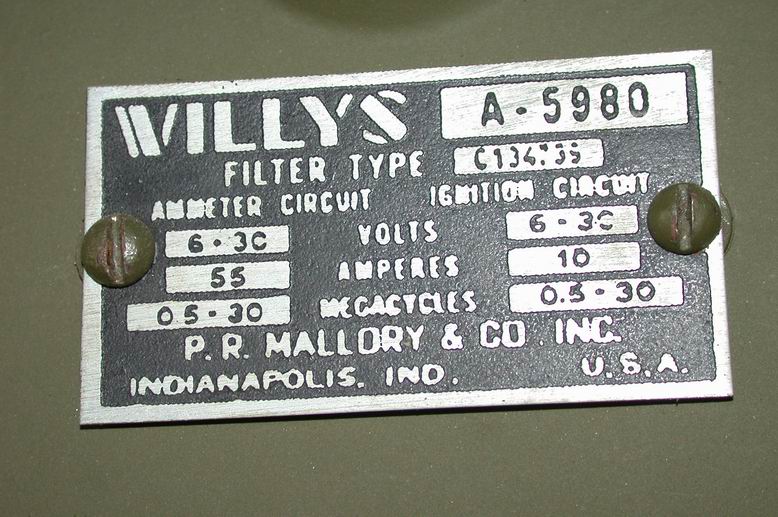 WILLYS A - 5980
FILTER TYPE
AMMETER CIRCUIT IGNITION CIRCUIT
6 - 30 VOLTS 6 - 30
55 AMPERES 10
0.5 - 30 MEGACYCLES 0.5 - 30
P. R. MALLORY & CO. INC.
INDIANAPOLIS. IND. U.S.A.